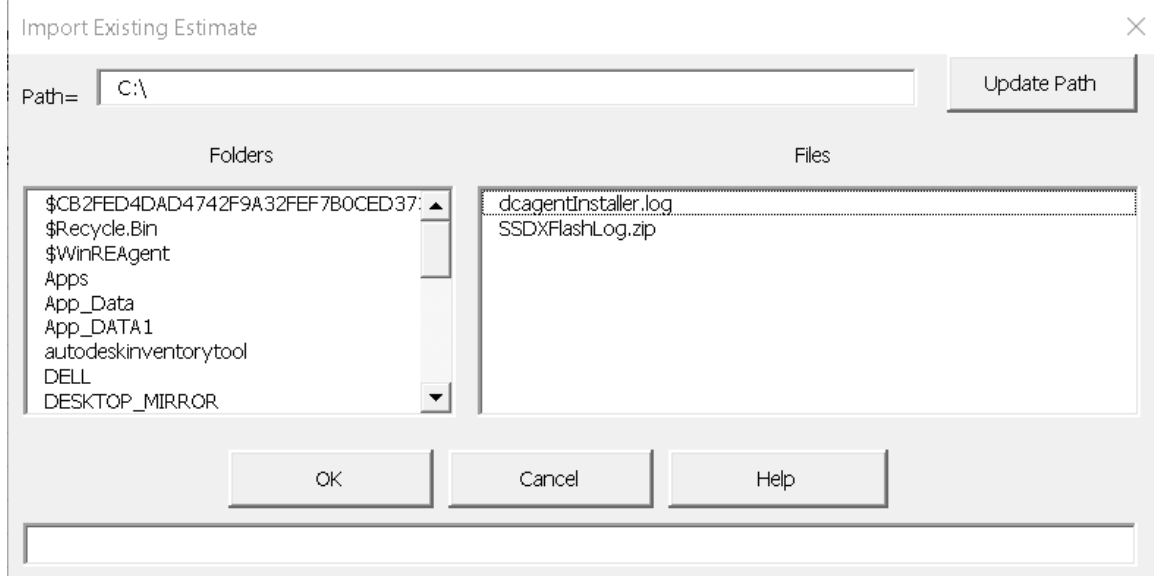 Import Existing Estimate
Path= C:\ Update Path
Folders Files
$CB2FED4DAD4742F9A32FEF7B0CED37
$Recycle.Bin
$WinREAgent
Apps
App_Data
App_DATA1
autodeskinventorytool
DELL
DESKTOP_MIRROR
dcagentInstaller.log
SSDXFlashLog.zip
OK Cancel Help